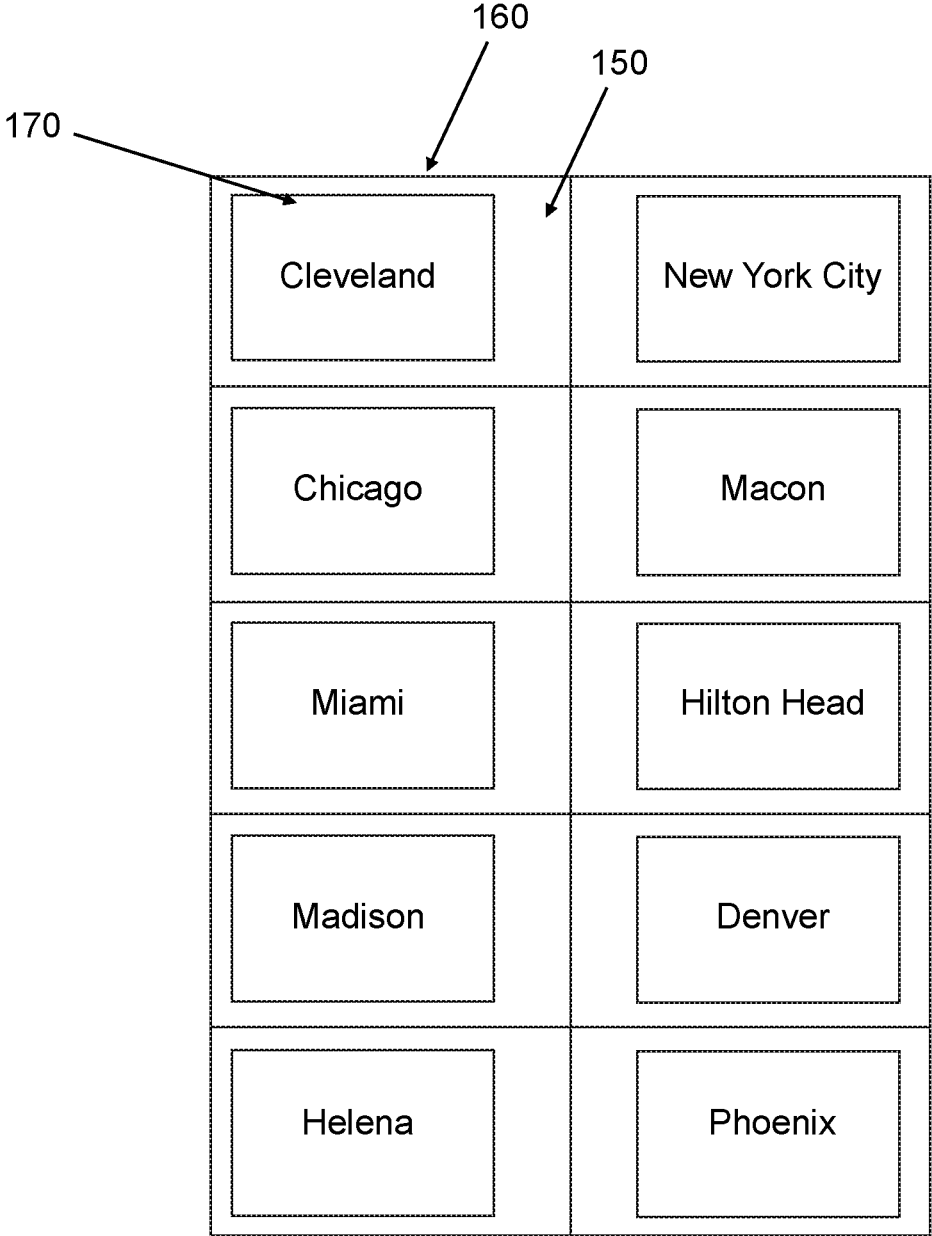 160
150
170
Cleveland
New York City
Chicago
Macon
Miami
Hilton Head
Madison
Denver
Helena
Phoenix